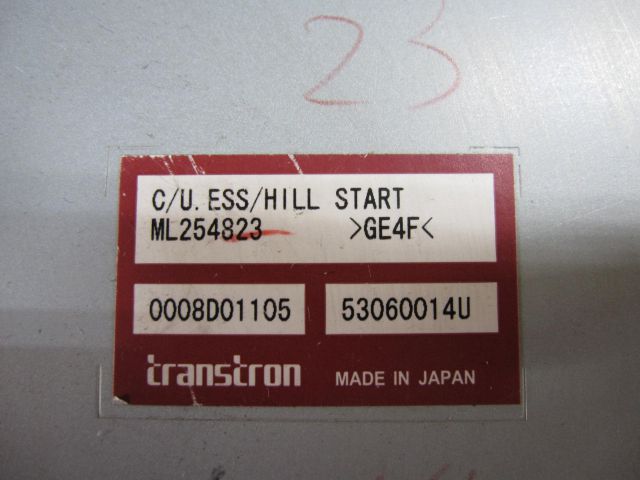 23
C/U. ESS/HILL START
ML254823 >GE4F<
0008D01105 53060014U
transtron MADE IN JAPAN